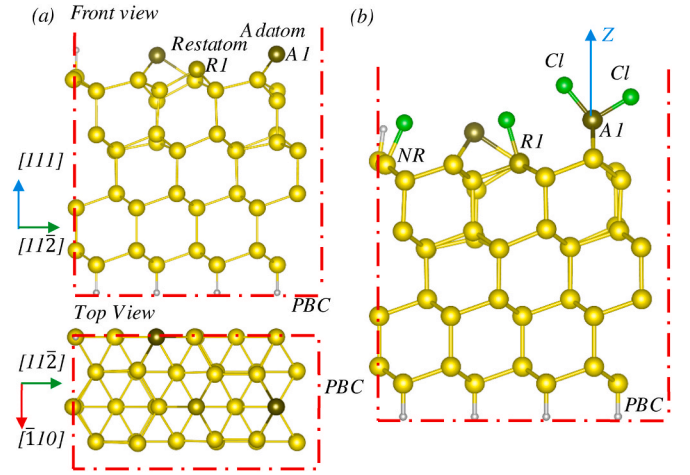 (a) Front view
Restatom
R1
Adatom
A1
[111]
[112̄]
PBC
Top View
[112̄]
[1̄10]
PBC
(b)
Z
Cl
Cl
A1
R1
NR
PBC